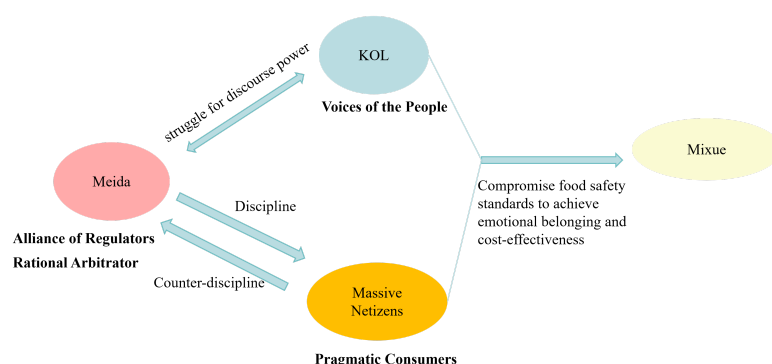 KOL
struggle for discourse power
Voices of the People
Mixue
Meida
Compromise food safety
standards to achieve
emotional belonging and
cost-effectiveness
Discipline
Alliance of Regulators
Rational Arbitrator
Counter-discipline
Massive
Netizens
Pragmatic Consumers